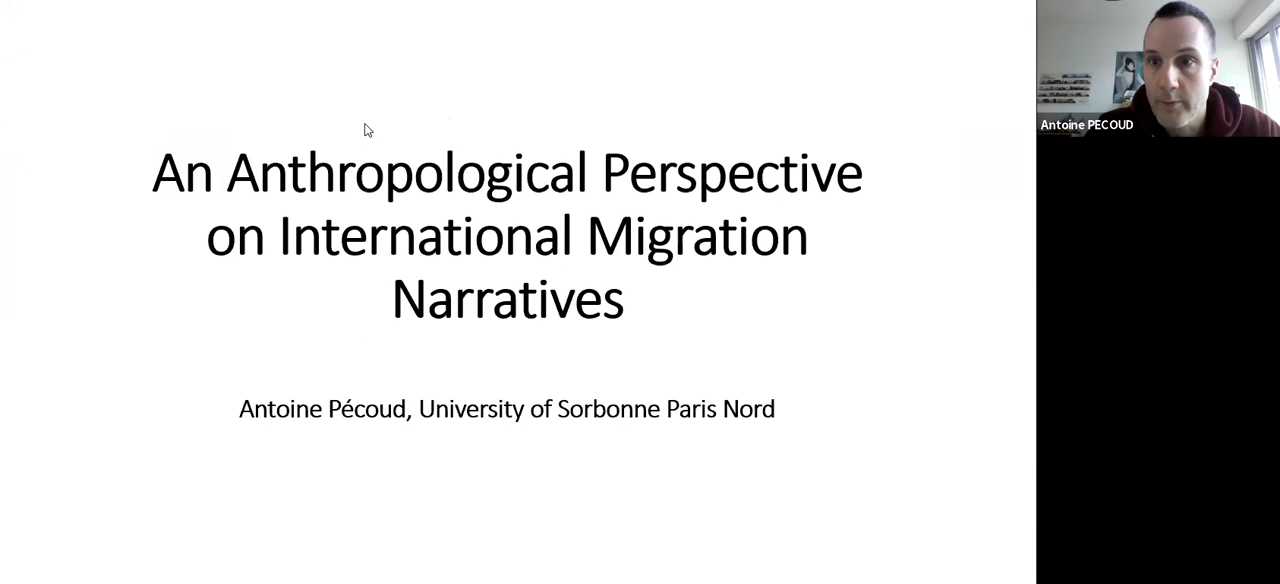 An Anthropological Perspective
on International Migration
Narratives
Antoine Pécoud, University of Sorbonne Paris Nord
Antoine PECOUD